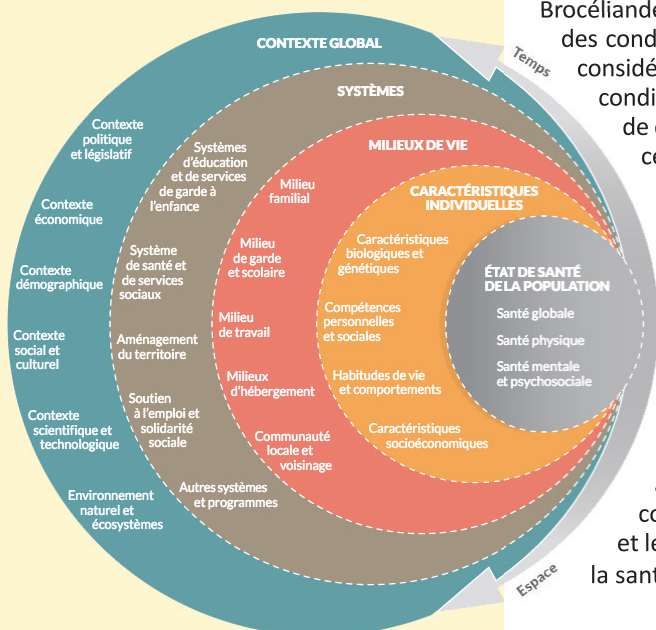 CONTEXTE GLOBAL
Contexte
politique
et législatif
Contexte
économique
Contexte
démographique
Contexte
social et
culturel
Contexte
scientifique et
technologique
Environnement
naturel et
écosystèmes
SYSTÈMES
Systèmes
d'éducation
et de services
de garde à
l'enfance
Système
de santé et
de services
sociaux
Aménagement
du territoire
Soutien
à l'emploi et
solidarité
sociale
Autres systèmes
et programmes
MILIEUX DE VIE
Milieu
familial
Milieu
de garde
et scolaire
Milieu
de travail
Milieux
d'hébergement
Communauté
locale et
voisinage
CARACTÉRISTIQUES
INDIVIDUELLES
Caractéristiques
biologiques et
génétiques
Compétences
personnelles
et sociales
Habitudes de vie
et comportements
Caractéristiques
socioéconomiques
ÉTAT DE SANTÉ
DE LA POPULATION
Santé globale
Santé physique
Santé mentale
et psychosociale
Temps
Espace
Brocéliande
des cond
considé
condi
de
ce
co
et le
la sant